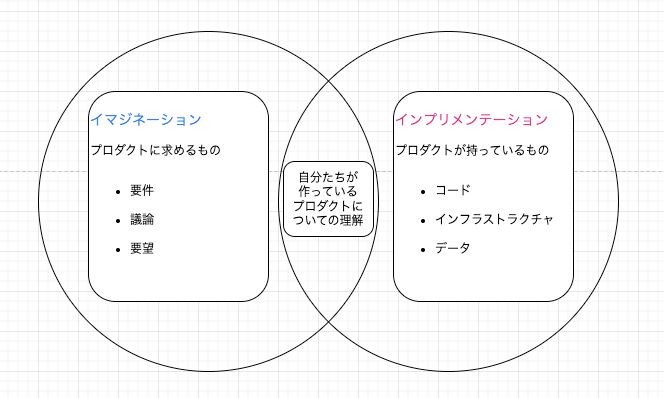 イマジネーション
プロダクトに求めるもの
• 要件
• 議論
• 要望
自分たちが
作っている
プロダクトに
ついての理解
インプリメンテーション
プロダクトが持っているもの
• コード
• インフラストラクチャ
• データ